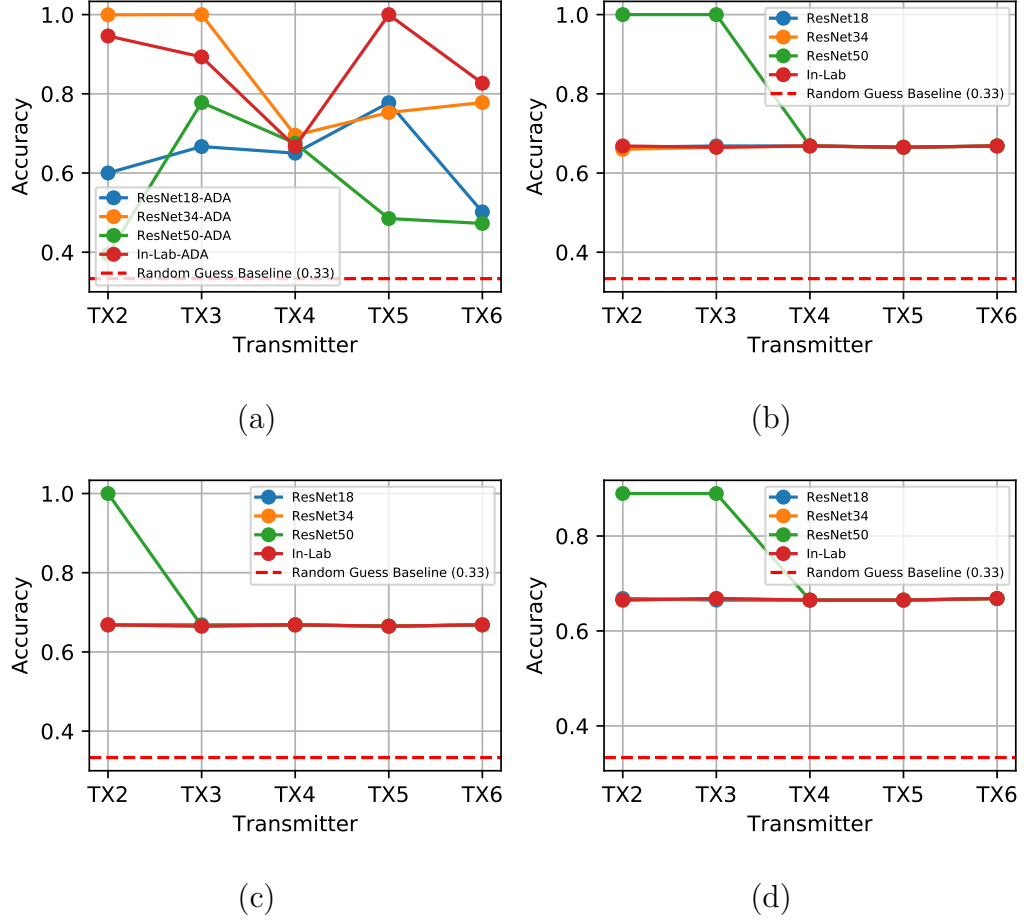 1.0
0.8
0.6
0.4
Accuracy
ResNet18-ADA
ResNet34-ADA
ResNet50-ADA
In-Lab-ADA
Random Guess Baseline (0.33)
TX2 TX3 TX4 TX5 TX6
Transmitter
(a)
1.0
0.8
0.6
0.4
Accuracy
ResNet18
ResNet34
ResNet50
In-Lab
Random Guess Baseline (0.33)
TX2 TX3 TX4 TX5 TX6
Transmitter
(b)
1.0
0.8
0.6
0.4
Accuracy
ResNet18
ResNet34
ResNet50
In-Lab
Random Guess Baseline (0.33)
TX2 TX3 TX4 TX5 TX6
Transmitter
(c)
0.8
0.6
0.4
Accuracy
ResNet18
ResNet34
ResNet50
In-Lab
Random Guess Baseline (0.33)
TX2 TX3 TX4 TX5 TX6
Transmitter
(d)